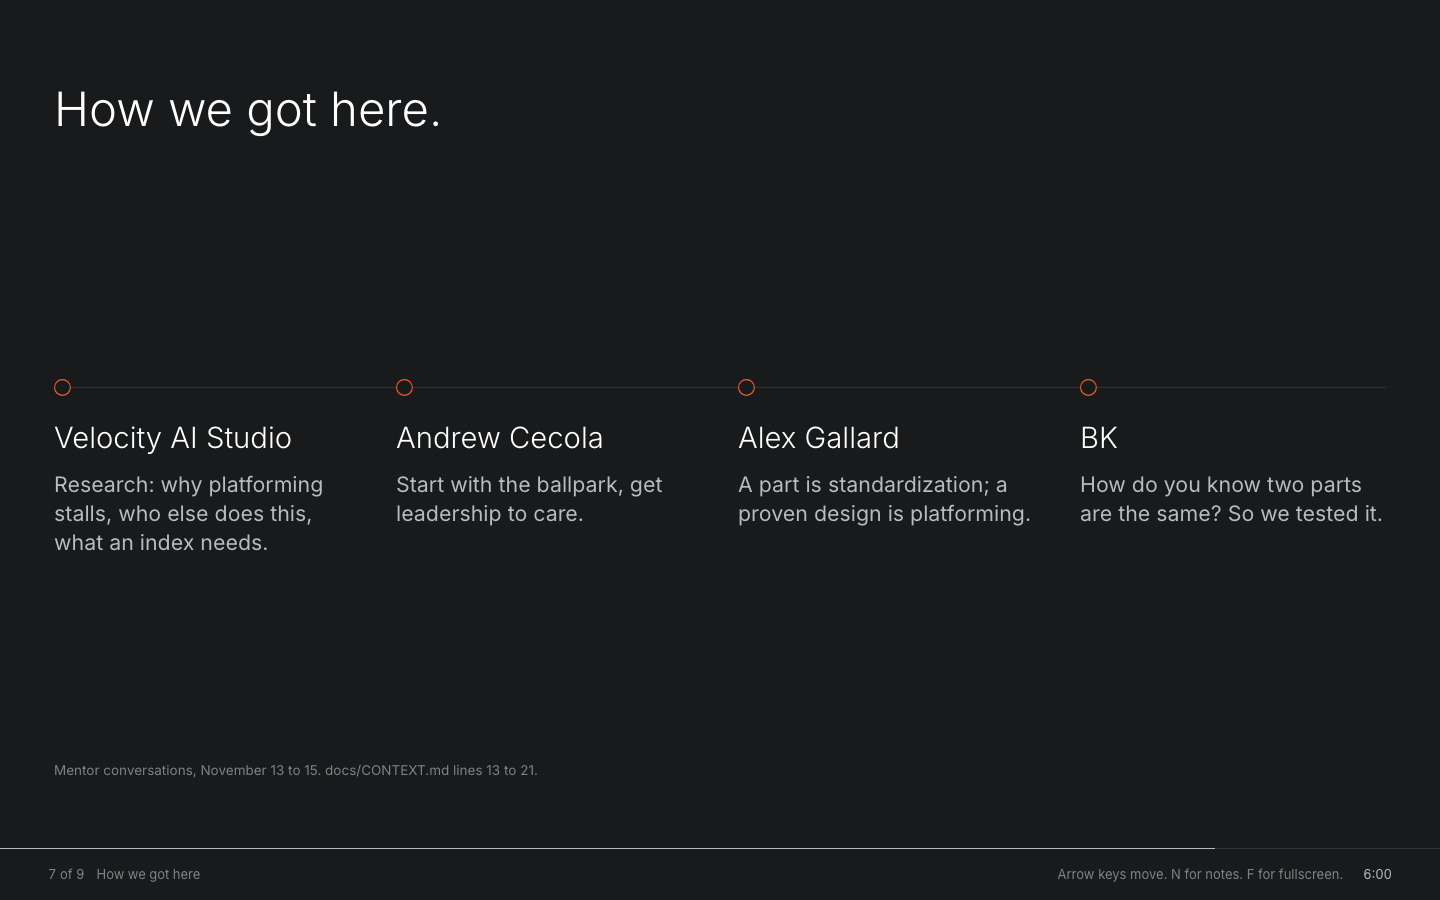 How we got here.
Velocity AI Studio
Research: why platforming
stalls, who else does this,
what an index needs.
Andrew Cecola
Start with the ballpark, get
leadership to care.
Alex Gallard
A part is standardization; a
proven design is platforming.
BK
How do you know two parts
are the same? So we tested it.
Mentor conversations, November 13 to 15. docs/CONTEXT.md lines 13 to 21.
7 of 9 How we got here
Arrow keys move. N for notes. F for fullscreen. 6:00